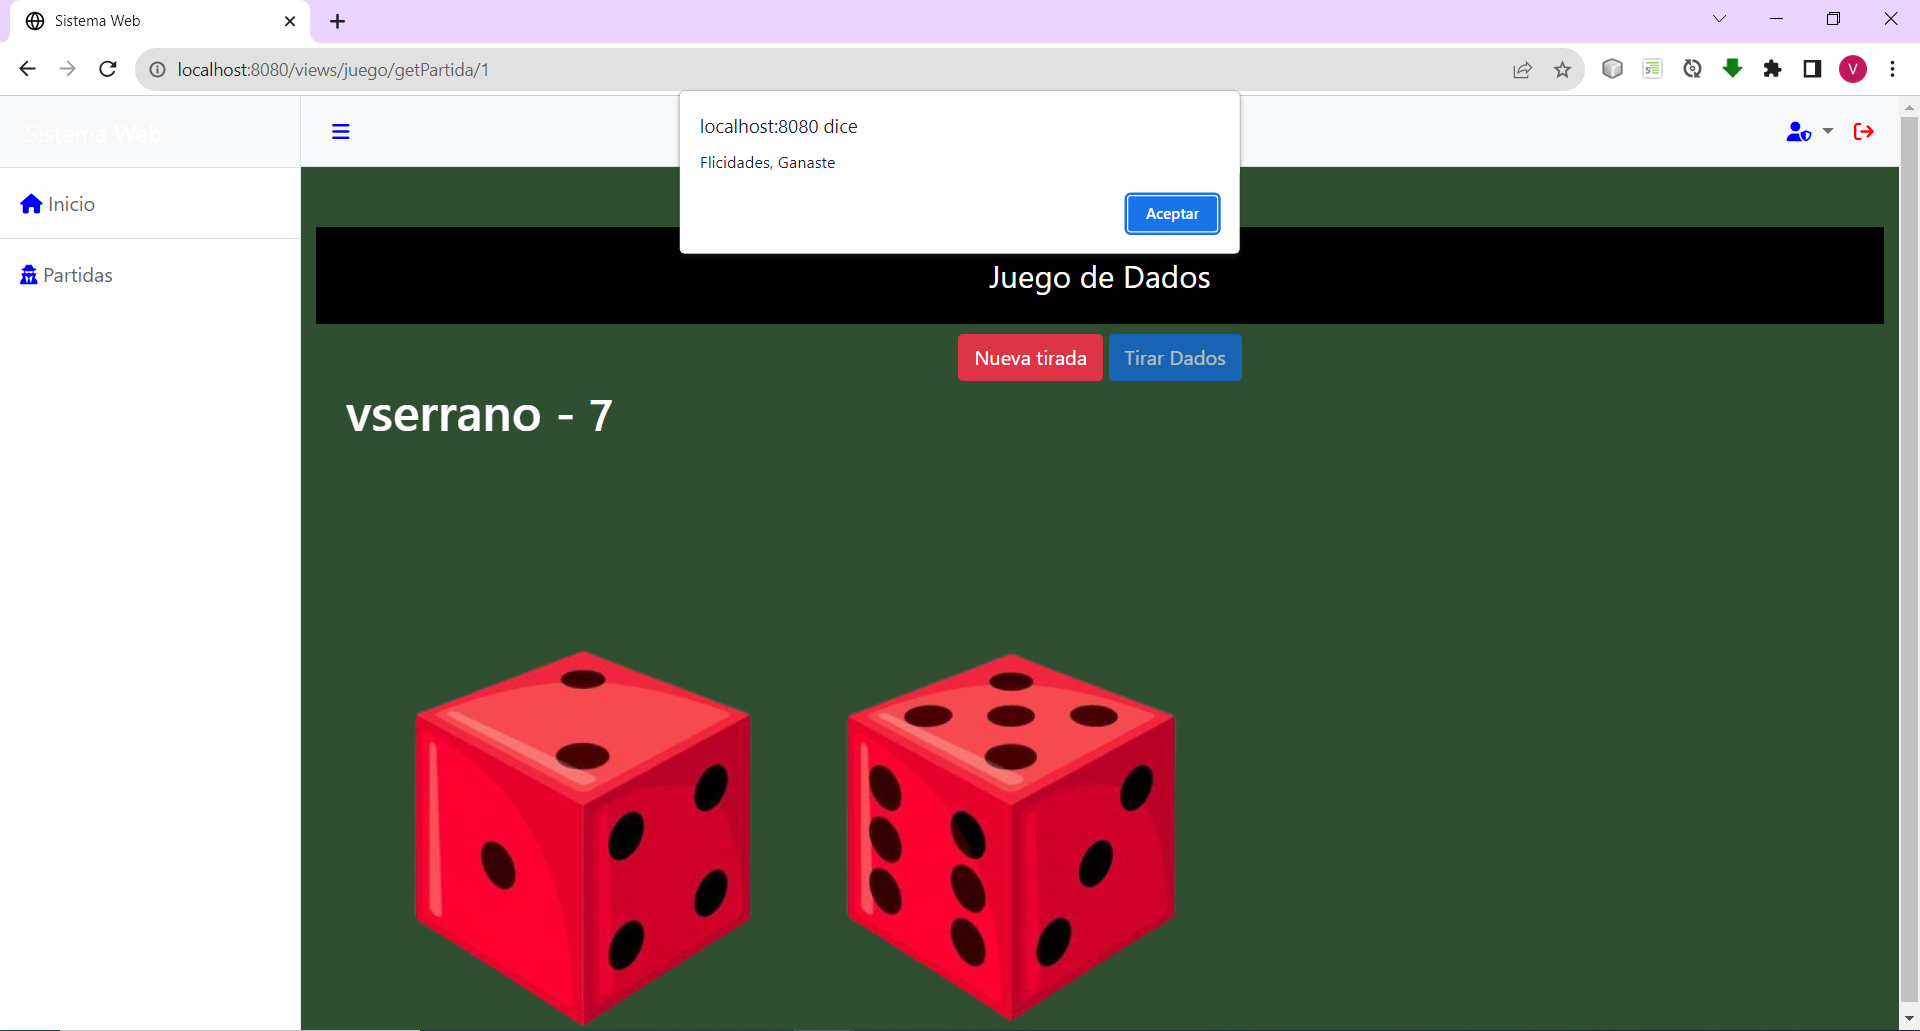 Sistema Web
localhost:8080/views/juego/getPartida/1
V
Sistema Web
localhost:8080 dice
Flicidades, Ganaste
Aceptar
Inicio
Partidas
Juego de Dados
Nueva tirada
Tirar Dados
vserrano - 7